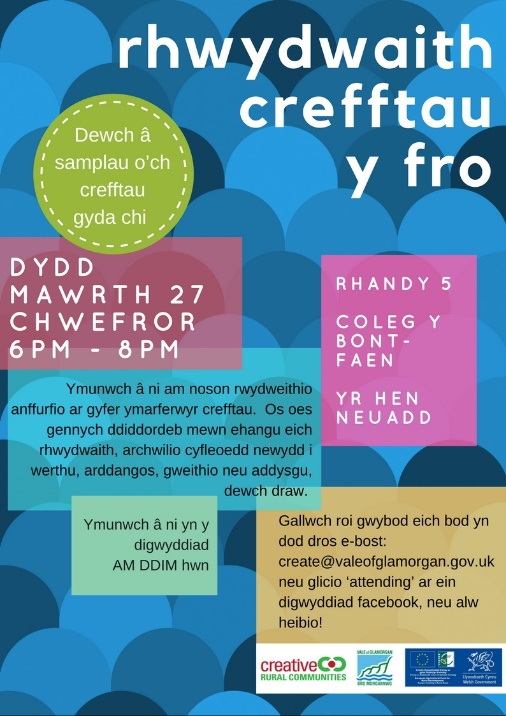 rhwydwaith
crefftau
y fro
Dewch â
samplau o'ch
crefftau
gyda chi
DYDD
MAWRTH 27
CHWEFROR
6PM - 8PM
RHANDY 5
COLEG Y
BONT-
FAEN
YR HEN
NEUADD
Ymunwch â ni am noson rwydweithio
anffurfio ar gyfer ymarferwyr crefftau. Os oes
gennych ddiddordeb mewn ehangu eich
rhwydwaith, archwilio cyfleoedd newydd i
werthu, arddangos, gweithio neu addysgu,
dewch draw.
Ymunwch â ni yn y
digwyddiad
AM DDIM hwn
Gallwch roi gwybod eich bod yn
dod dros e-bost:
create@valeofglamorgan.gov.uk
neu glicio 'attending' ar ein
digwyddiad facebook, neu alw
heibio!
creative
RURAL COMMUNITIES
VALE of GLAMORGAN
BRO MORGANNWG
Llywodraeth Cymru
Welsh Government